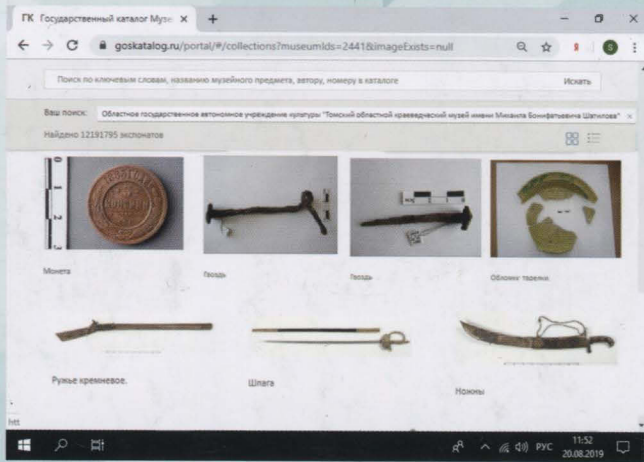 ГК Государственный каталог Музе
goskatalog.ru/portal/#/collections?museumIds=2441&imageExists=null
Поиск по ключевым словам, названию музейного предмета, автору, номеру в каталоге Искать
Ваш поиск: Областное государственное автономное учреждение культуры "Томский областной краеведческий музей имени Михаила Бонифатьевича Шатилова" ×
Найдено 12191795 экспонатов
Монета
Гвоздь
Гвоздь
Обломки тарелки
Ружье кремневое.
Шпага
Ножны
htt
РУС
11:52
20.08.2019